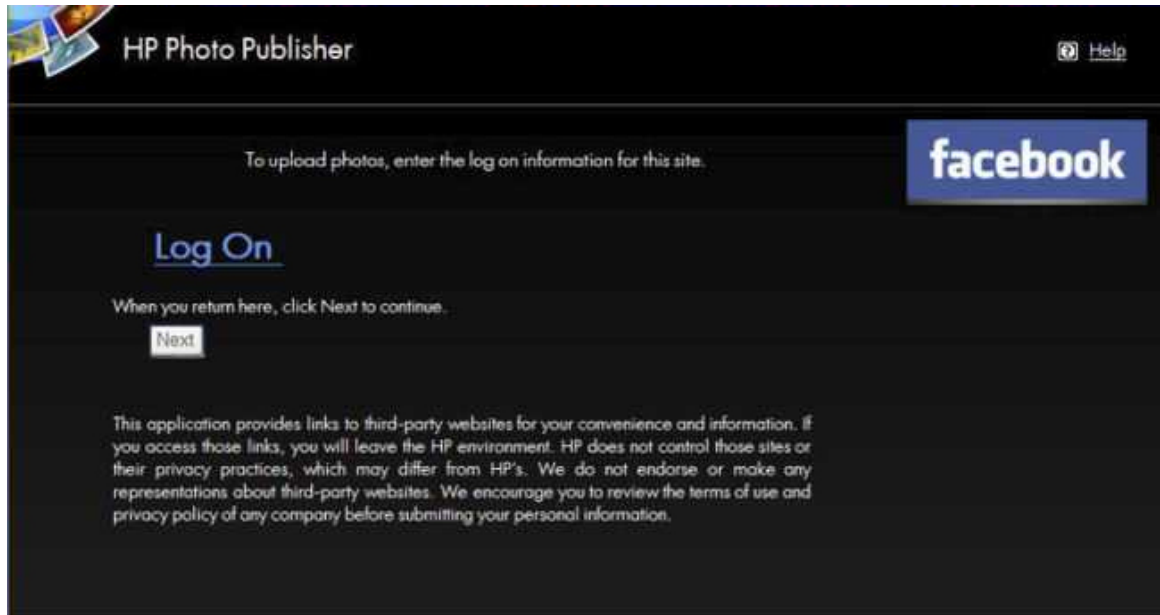 HP Photo Publisher
Help
To upload photos, enter the log on information for this site.
facebook
Log On
When you return here, click Next to continue.
Next
This application provides links to third-party websites for your convenience and information. If
you access those links, you will leave the HP environment. HP does not control those sites or
their privacy practices, which may differ from HP's. We do not endorse or make any
representations about third-party websites. We encourage you to review the terms of use and
privacy policy of any company before submitting your personal information.